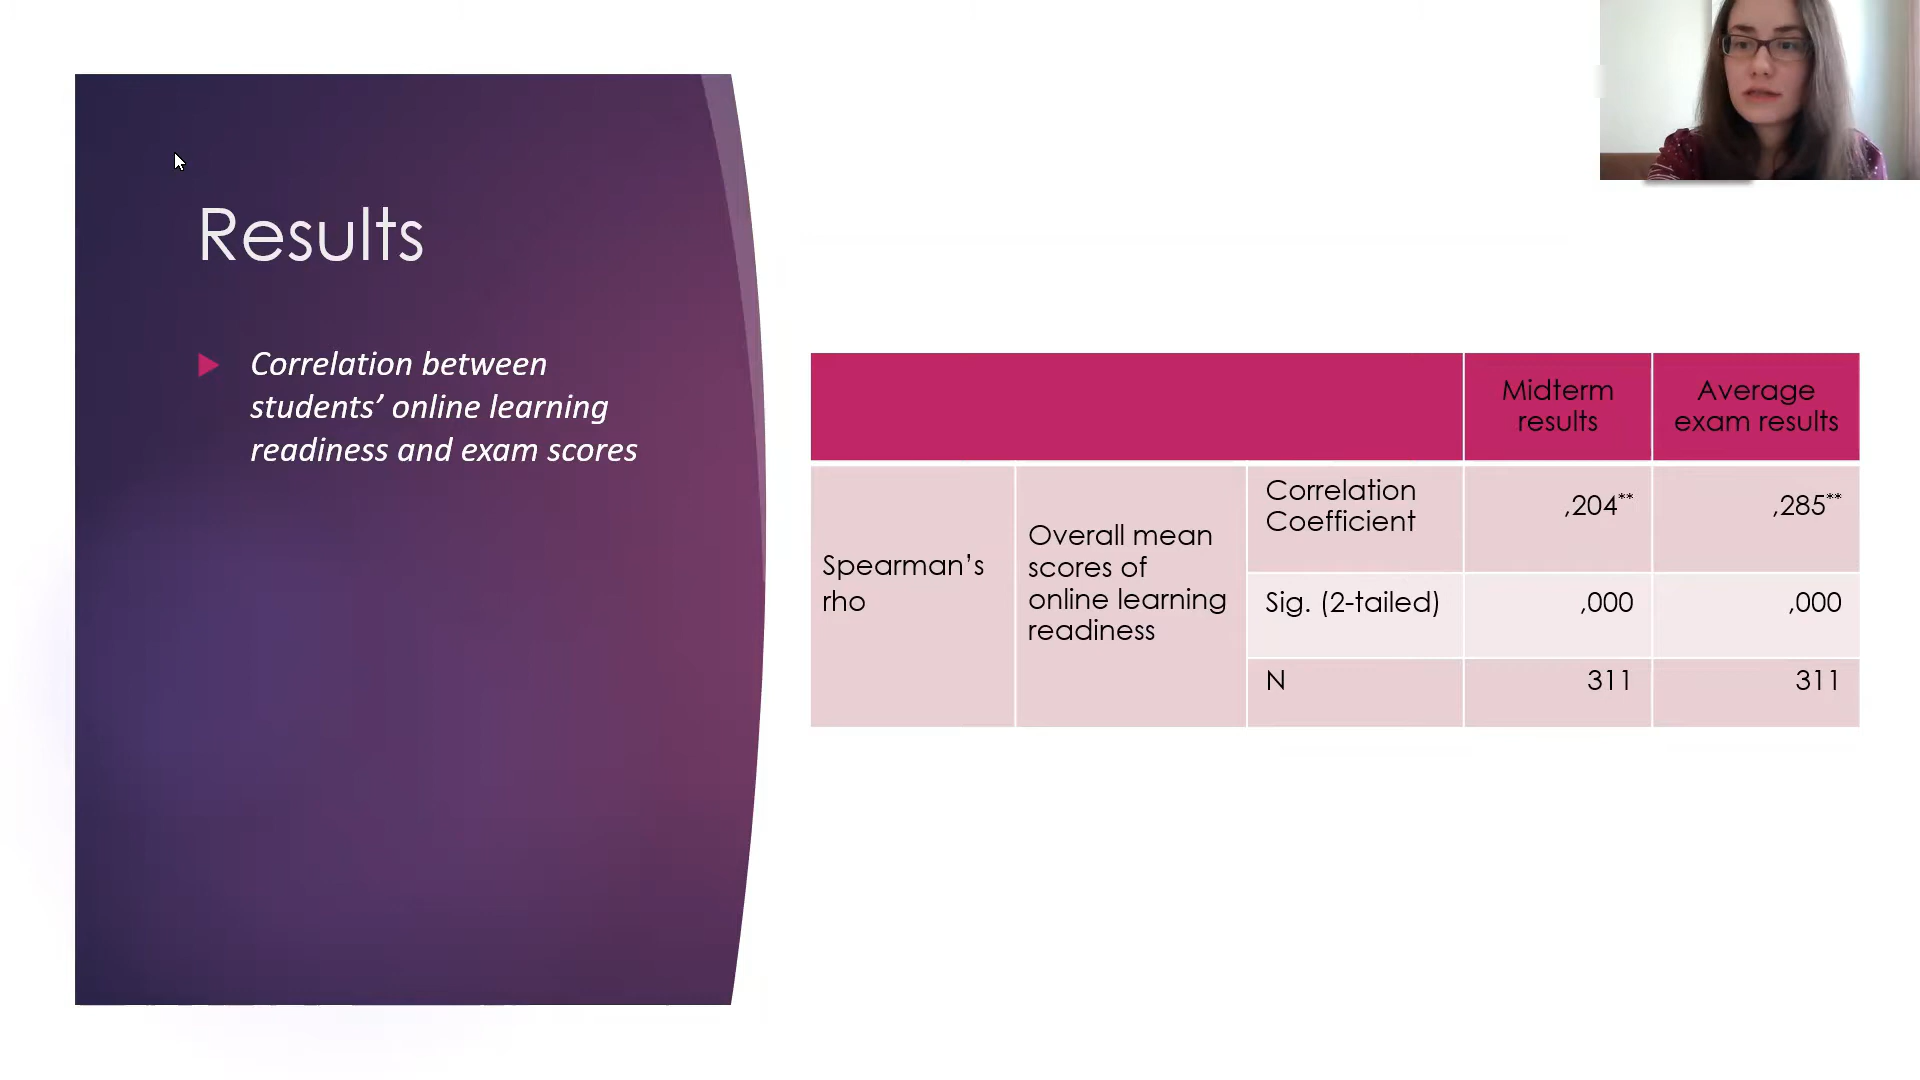 Results
Correlation between
students’ online learning
readiness and exam scores
Midterm
results
Average
exam results
Spearman’s
rho
Overall mean
scores of
online learning
readiness
Correlation
Coefficient
,204**
,285**
Sig. (2-tailed)
,000
,000
N
311
311